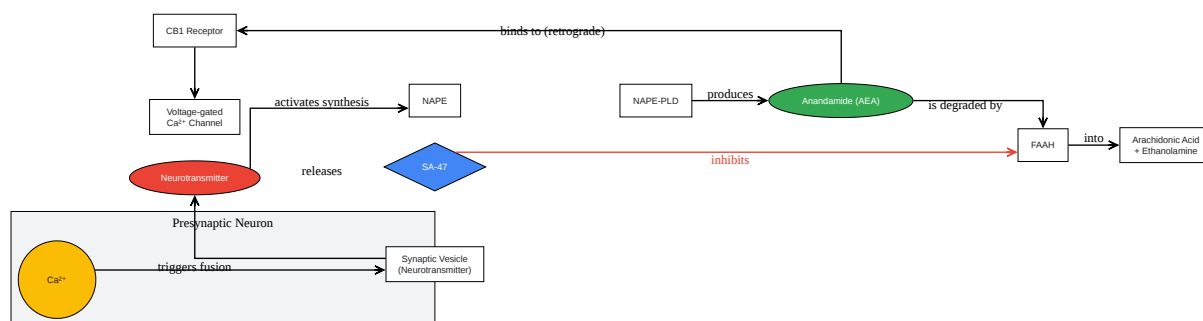 CB1 Receptor
binds to (retrograde)
Voltage-gated
Ca²⁺ Channel
activates synthesis
NAPE
NAPE-PLD
produces
Anandamide (AEA)
is degraded by
FAAH
into
Arachidonic Acid
+ Ethanolamine
Neurotransmitter
releases
SA-47
inhibits
Presynaptic Neuron
Ca²⁺
triggers fusion
Synaptic Vesicle
(Neurotransmitter)